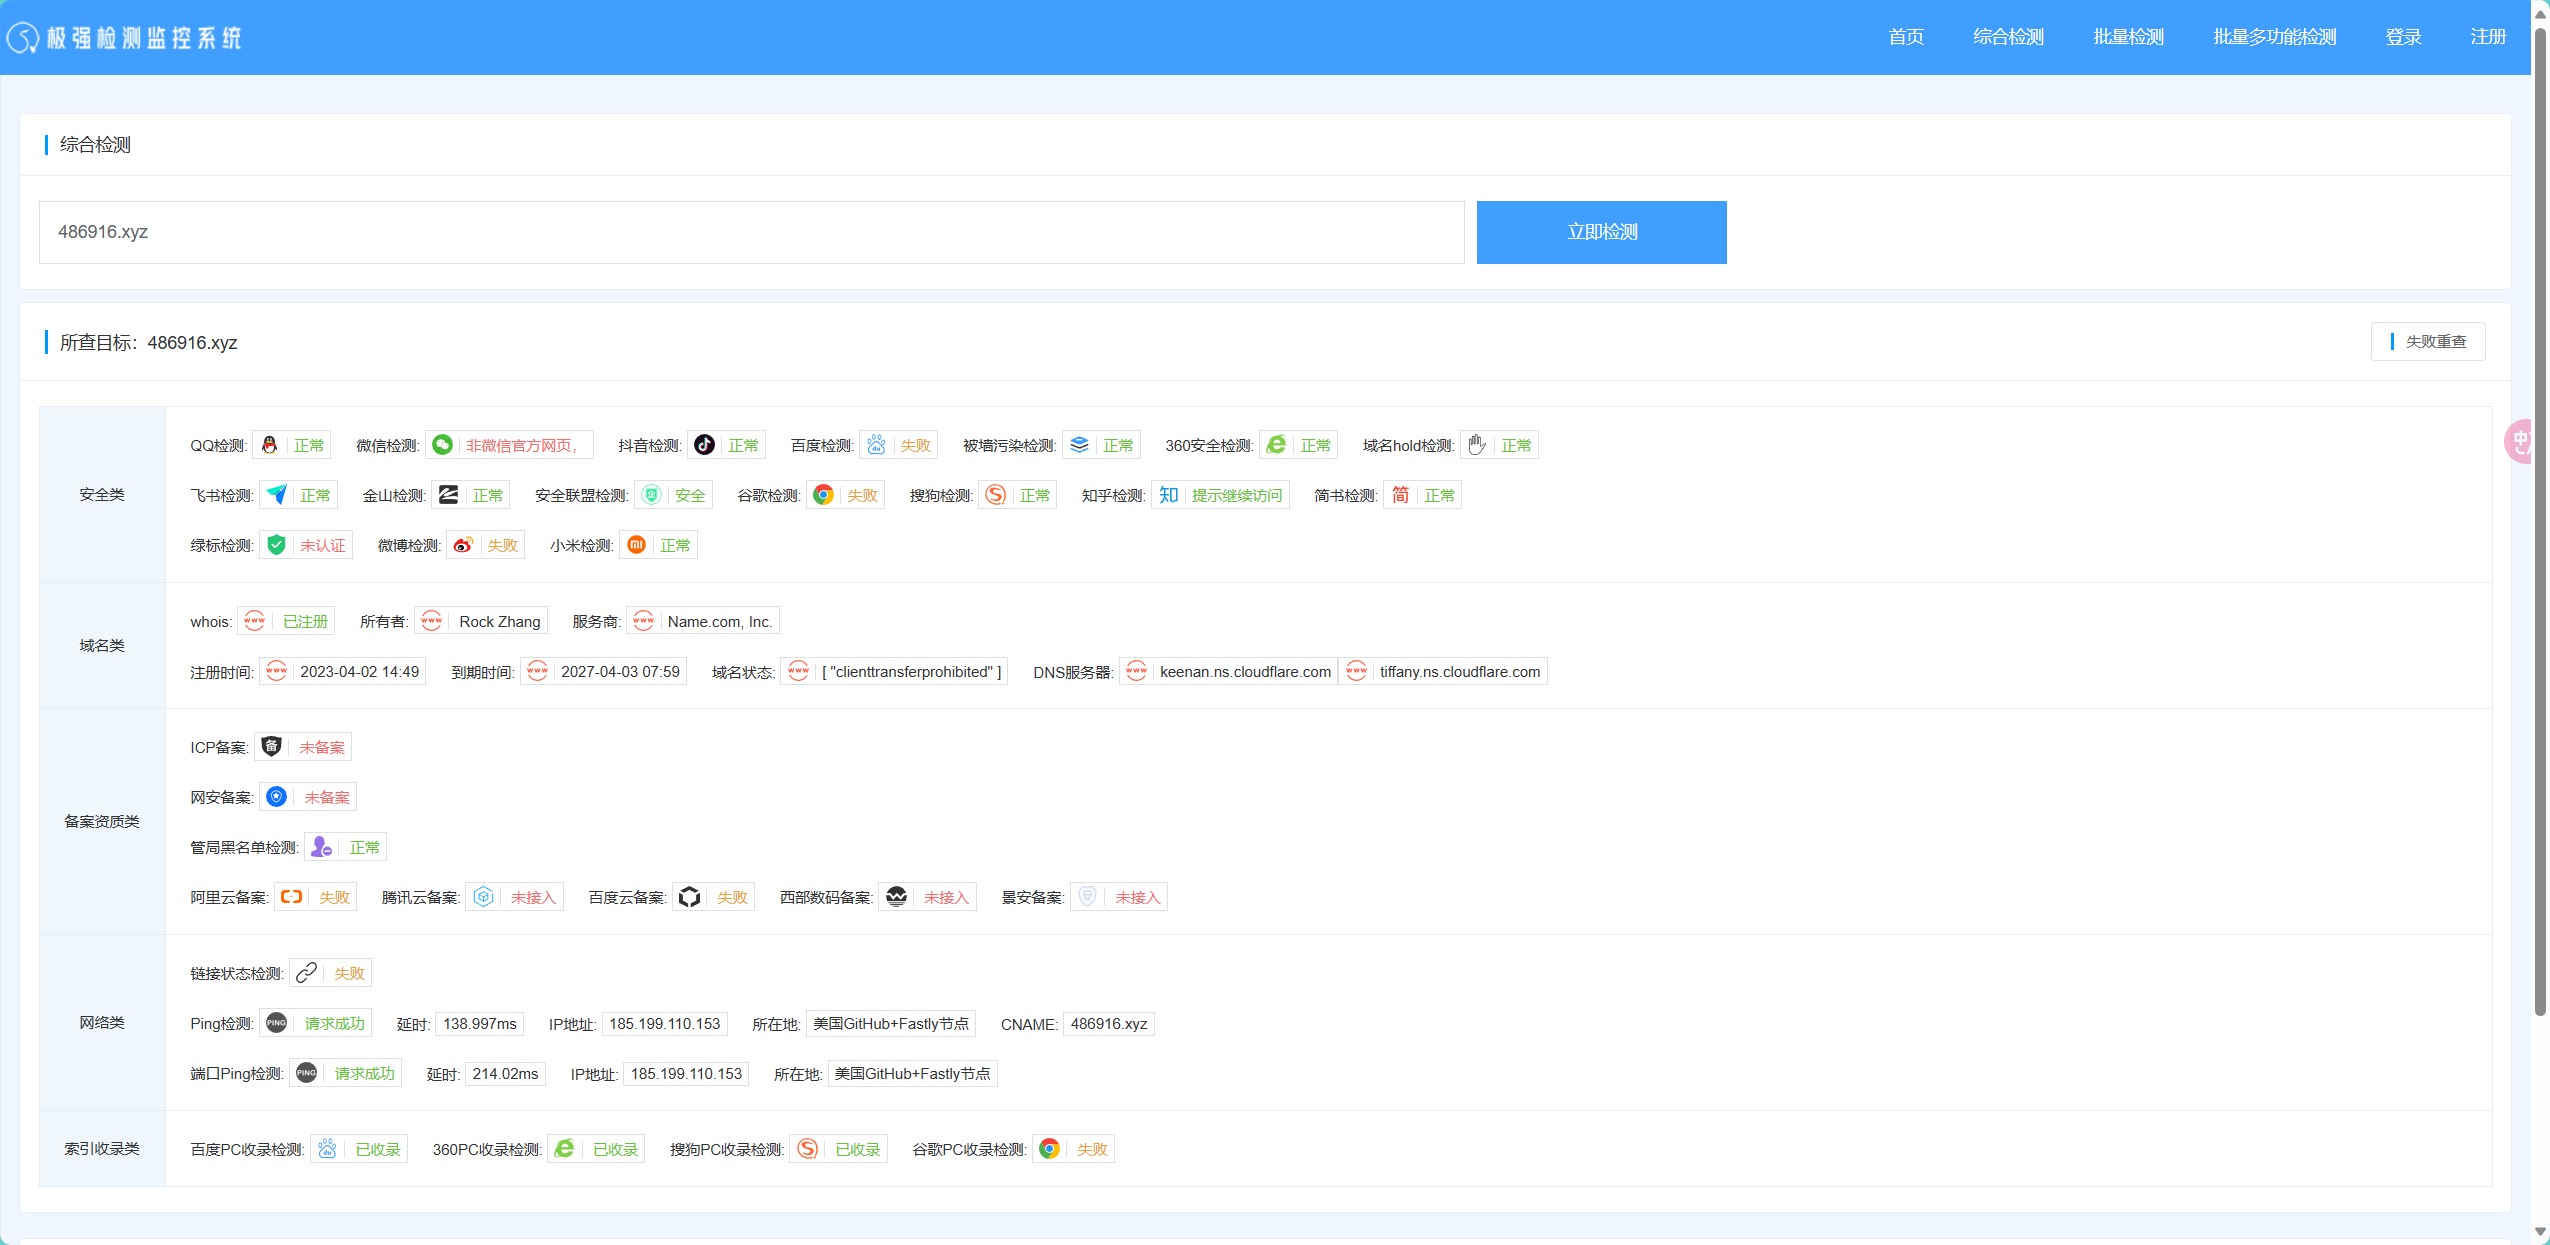 极强检测监控系统 首页 综合检测 批量检测 批量多功能检测 登录 注册
综合检测
486916.xyz 立即检测
所查目标：486916.xyz 失败重查
安全类
QQ检测: 正常 微信检测: 非微信官方网页， 抖音检测: 正常 百度检测: du 失败 被墙污染检测: 正常 360安全检测: 正常 域名hold检测: 正常
飞书检测: 正常 金山检测: 正常 安全联盟检测: 安全 谷歌检测: 失败 搜狗检测: 正常 知乎检测: 知 提示继续访问 简书检测: 简 正常
绿标检测: 未认证 微博检测: 失败 小米检测: mi 正常
域名类
whois: www 已注册 所有者: www Rock Zhang 服务商: www Name.com, Inc.
注册时间: www 2023-04-02 14:49 到期时间: www 2027-04-03 07:59 域名状态: www [ "clienttransferprohibited" ] DNS服务器: www keenan.ns.cloudflare.com www tiffany.ns.cloudflare.com
备案资质类
ICP备案: 备 未备案
网安备案: 未备案
管局黑名单检测: 正常
阿里云备案: 失败 腾讯云备案: 未接入 百度云备案: 失败 西部数码备案: 未接入 景安备案: 未接入
网络类
链接状态检测: 失败
Ping检测: PING 请求成功 延时: 138.997ms IP地址: 185.199.110.153 所在地: 美国GitHub+Fastly节点 CNAME: 486916.xyz
端口Ping检测: PING 请求成功 延时: 214.02ms IP地址: 185.199.110.153 所在地: 美国GitHub+Fastly节点
索引收录类
百度PC收录检测: du 已收录 360PC收录检测: 已收录 搜狗PC收录检测: 已收录 谷歌PC收录检测: 失败